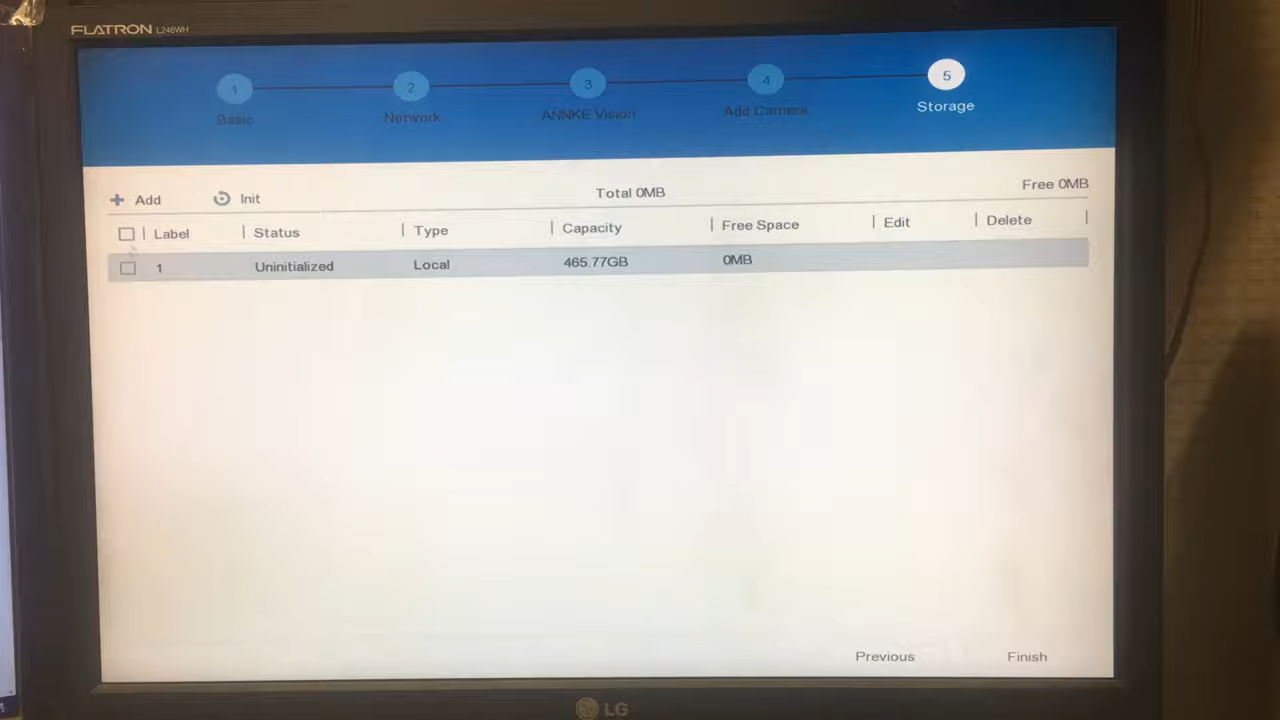 FLATRON L246WH
1 2 3 4 5
Basic Network ANNKE Vision Add Camera Storage
Add Init Total 0MB Free 0MB
Label Status Type Capacity Free Space Edit Delete
1 Uninitialized Local 465.77GB 0MB
Previous Finish
LG